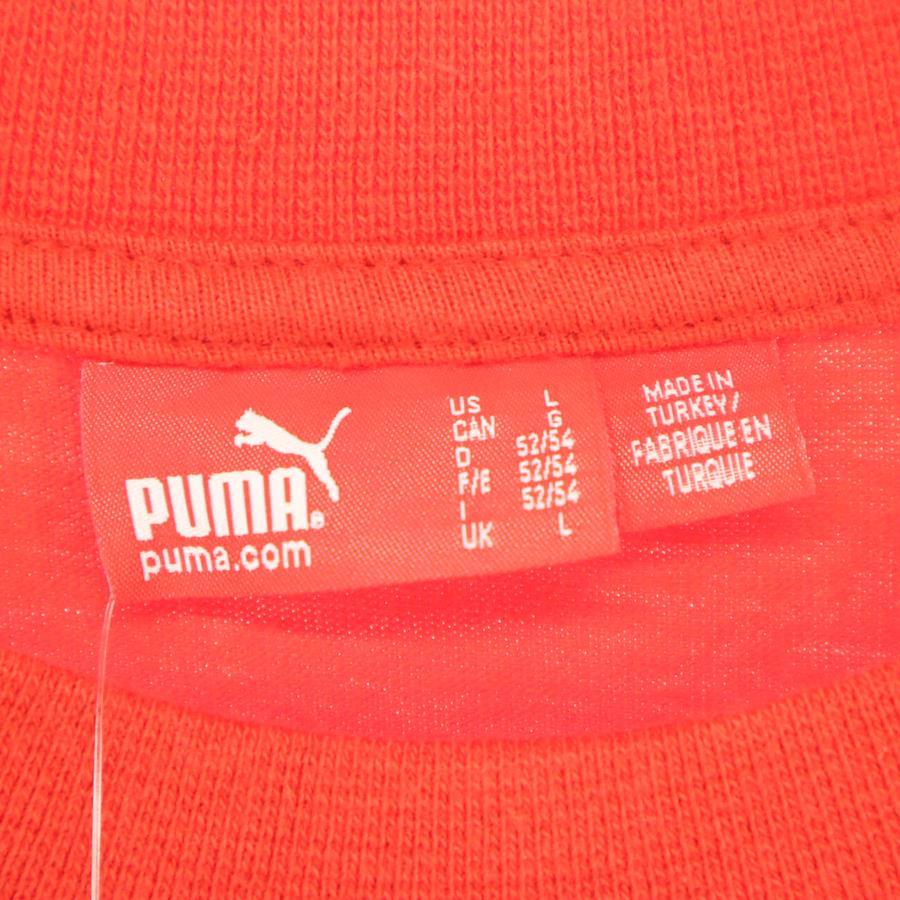 PUMA®
puma.com
US L
CAN G
D 52/54
F/E 52/54
I 52/54
UK L
MADE IN
TURKEY/
FABRIQUE EN
TURQUIE